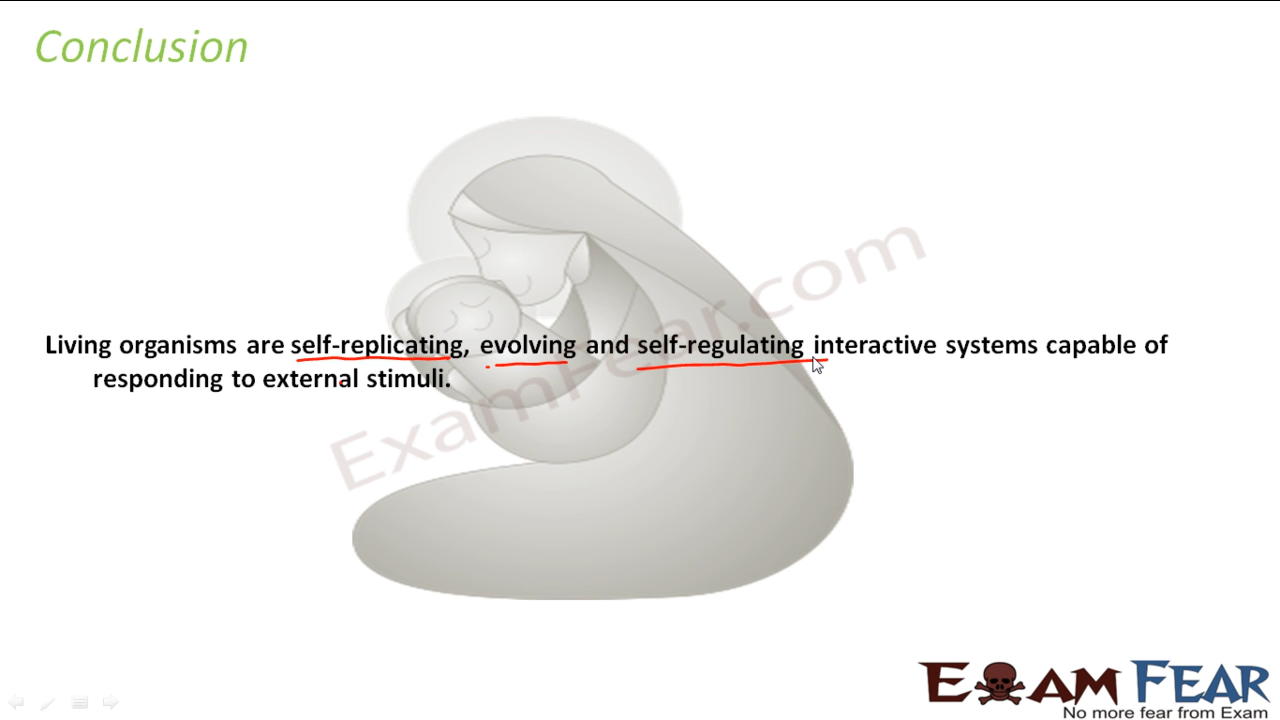 Conclusion
Living organisms are self-replicating, evolving and self-regulating interactive systems capable of
responding to external stimuli.
ExamFear.com
EXAM FEAR
No more fear from Exam